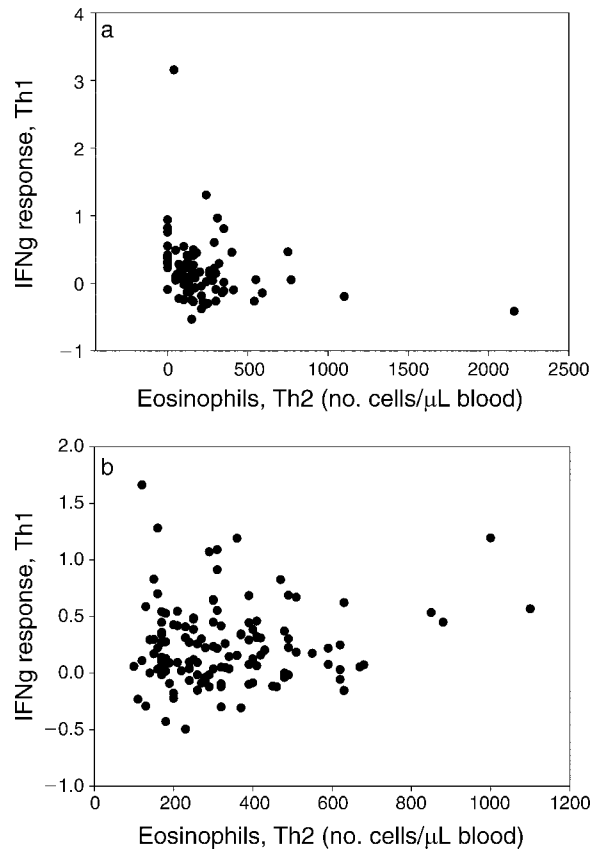 a
4
3
2
1
0
−1
IFNg response, Th1
0 500 1000 1500 2000 2500
Eosinophils, Th2 (no. cells/μL blood)
b
2.0
1.5
1.0
0.5
0.0
−0.5
−1.0
IFNg response, Th1
0 200 400 600 800 1000 1200
Eosinophils, Th2 (no. cells/μL blood)